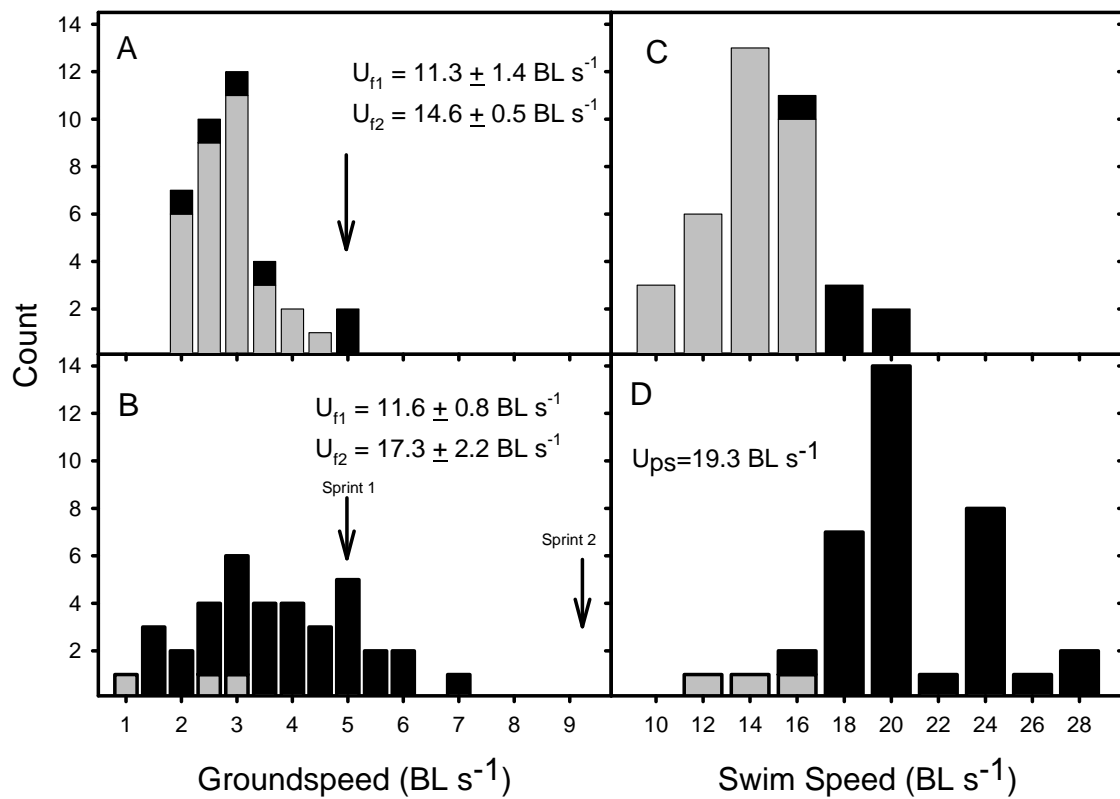 14
12
10
8
6
4
2
A
U_f1 = 11.3 ± 1.4 BL s⁻¹
U_f2 = 14.6 ± 0.5 BL s⁻¹
C
Count
14
12
10
8
6
4
2
B
U_f1 = 11.6 ± 0.8 BL s⁻¹
U_f2 = 17.3 ± 2.2 BL s⁻¹
Sprint 1
Sprint 2
D
Ups=19.3 BL s⁻¹
1 2 3 4 5 6 7 8 9
10 12 14 16 18 20 22 24 26 28
Groundspeed (BL s⁻¹)
Swim Speed (BL s⁻¹)